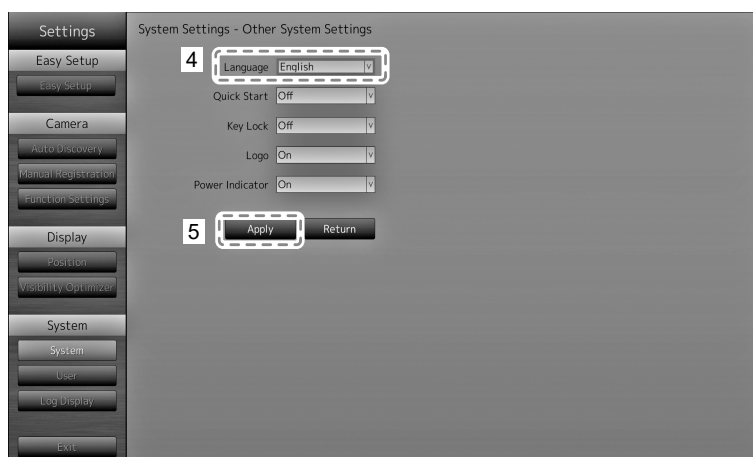 Settings
Easy Setup
Easy Setup
Camera
Auto Discovery
Manual Registration
Function Settings
Display
Position
Visibility Optimizer
System
System
User
Log Display
Exit
System Settings - Other System Settings
4 Language English
Quick Start Off
Key Lock Off
Logo On
Power Indicator On
5 Apply Return